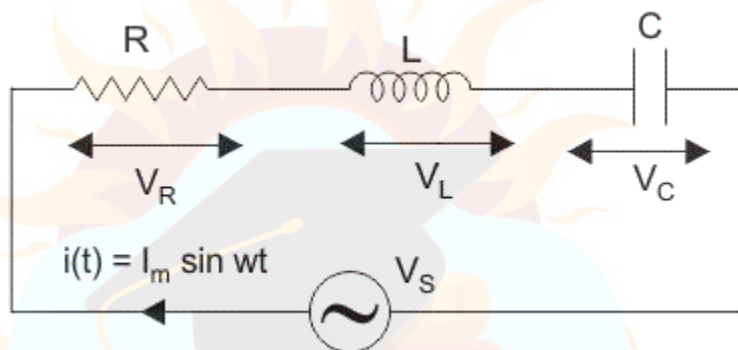 R
L
C
V_R
V_L
V_C
i(t) = I_m sin wt
V_S